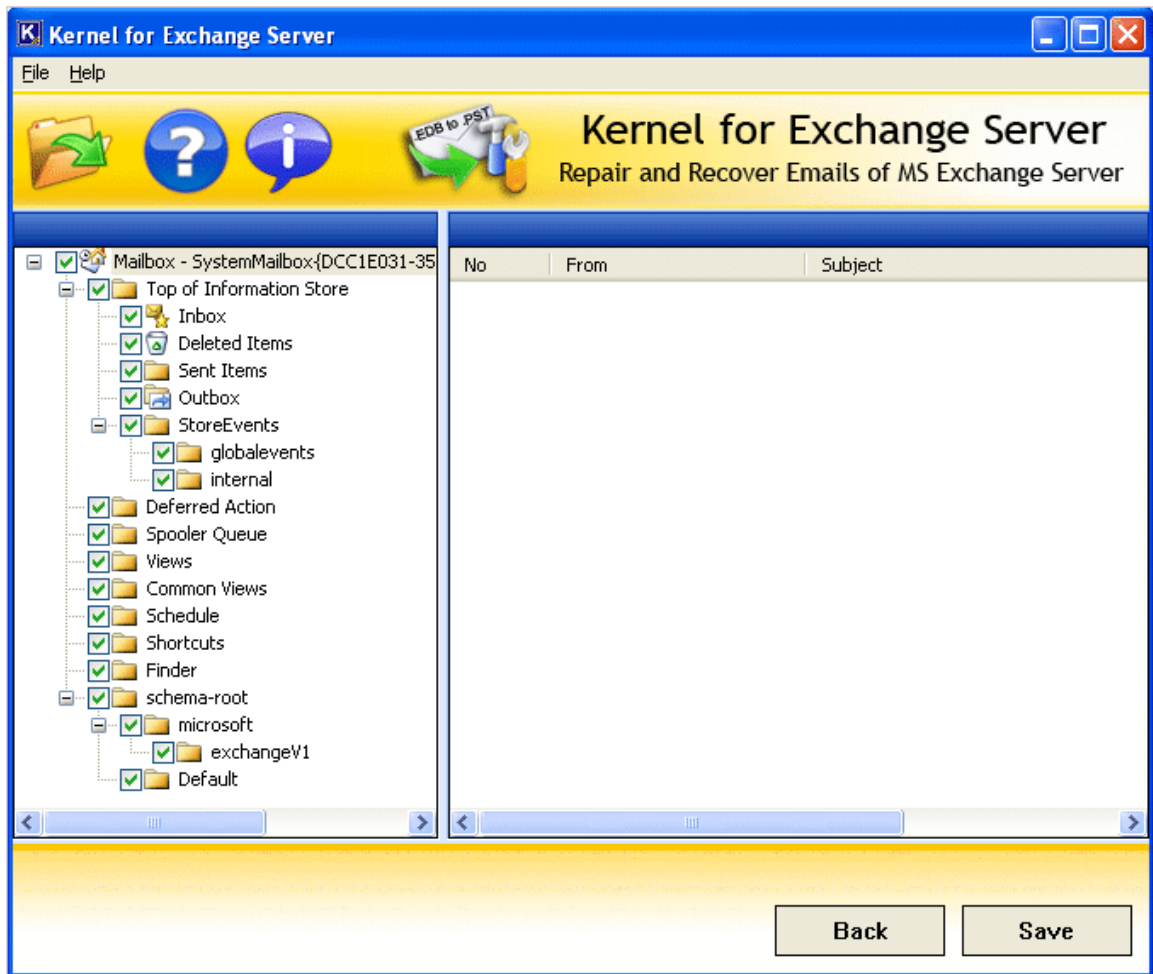 Kernel for Exchange Server
File Help
EDB to .PST
Kernel for Exchange Server
Repair and Recover Emails of MS Exchange Server
Mailbox - SystemMailbox{DCC1E031-35
Top of Information Store
Inbox
Deleted Items
Sent Items
Outbox
StoreEvents
globalevents
internal
Deferred Action
Spooler Queue
Views
Common Views
Schedule
Shortcuts
Finder
schema-root
microsoft
exchangeV1
Default
No From Subject
Back Save